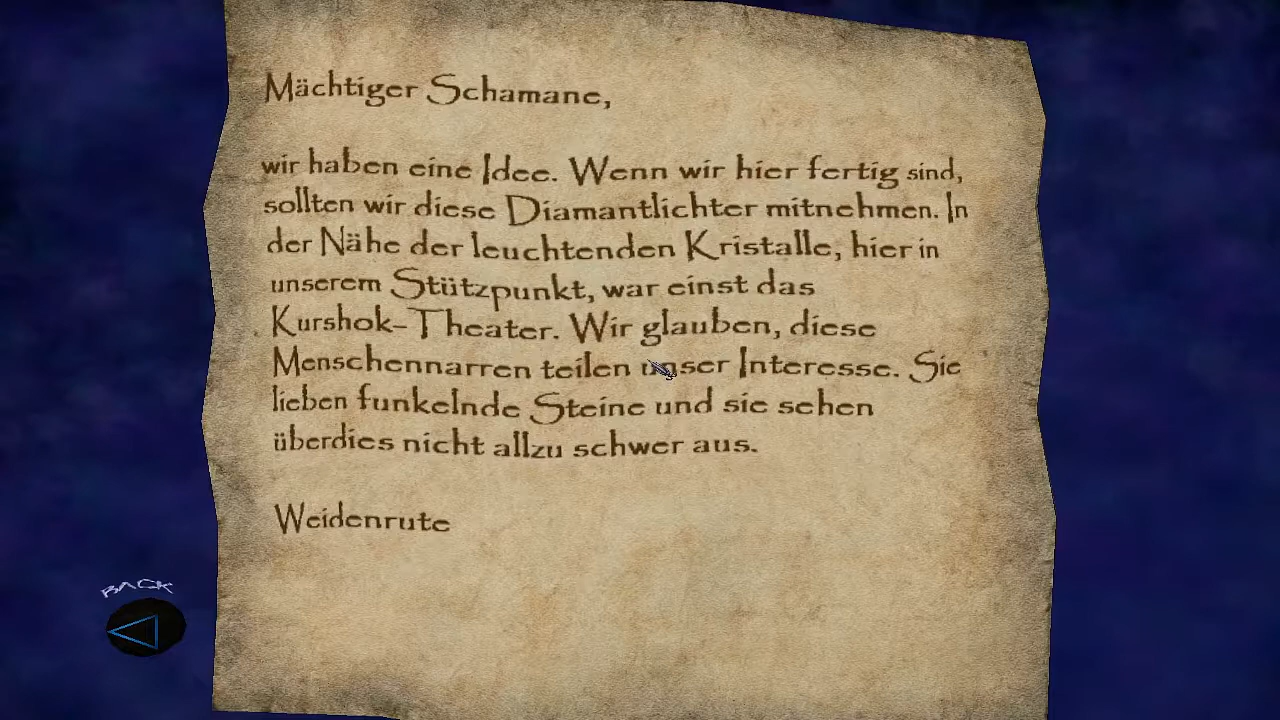 Mächtiger Schamane,
wir haben eine Idee. Wenn wir hier fertig sind,
sollten wir diese Diamantlichter mitnehmen. In
der Nähe der leuchtenden Kristalle, hier in
unserem Stützpunkt, war einst das
Kurshok-Theater. Wir glauben, diese
Menschennarren teilen unser Interesse. Sie
lieben funkelnde Steine und sie sehen
überdies nicht allzu schwer aus.
Weidenrute
BACK